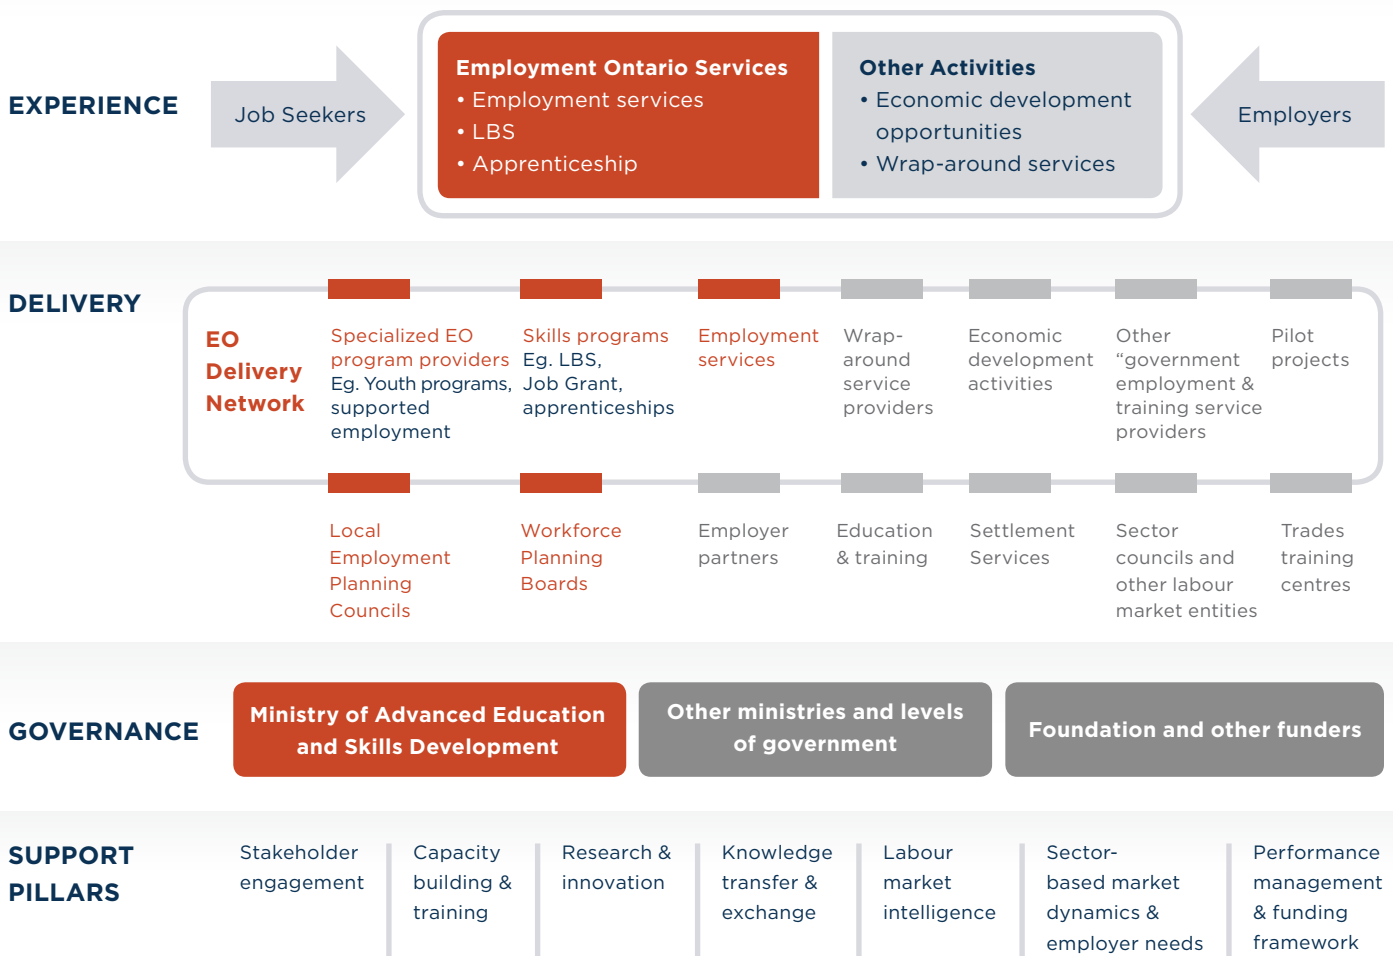 EXPERIENCE
Job Seekers
Employment Ontario Services
• Employment services
• LBS
• Apprenticeship
Other Activities
• Economic development
opportunities
• Wrap-around services
Employers
DELIVERY
EO
Delivery
Network
Specialized EO
program providers
Eg. Youth programs,
supported
employment
Skills programs
Eg. LBS,
Job Grant,
apprenticeships
Employment
services
Wrap-
around
service
providers
Economic
development
activities
Other
“government
employment &
training service
providers
Pilot
projects
Local
Employment
Planning
Councils
Workforce
Planning
Boards
Employer
partners
Education
& training
Settlement
Services
Sector
councils and
other labour
market entities
Trades
training
centres
GOVERNANCE
Ministry of Advanced Education
and Skills Development
Other ministries and levels
of government
Foundation and other funders
SUPPORT
PILLARS
Stakeholder
engagement
Capacity
building &
training
Research &
innovation
Knowledge
transfer &
exchange
Labour
market
intelligence
Sector-
based market
dynamics &
employer needs
Performance
management
& funding
framework